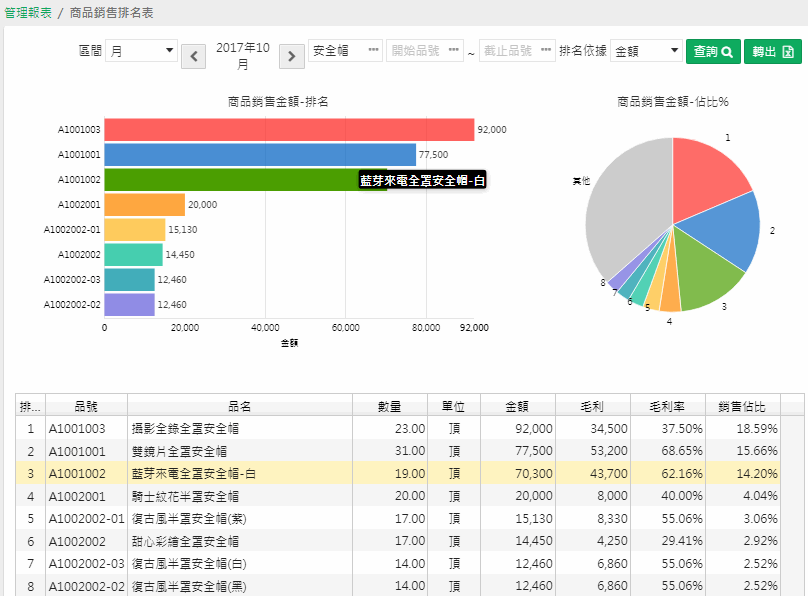 管理報表 / 商品銷售排名表
區間 月 2017年10月 安全帽 開始品號 ~ 截止品號 排名依據 金額 查詢 轉出
商品銷售金額-排名
A1001003 92,000
A1001001 77,500
A1001002 藍芽來電全罩安全帽-白
A1002001 20,000
A1002002-01 15,130
A1002002 14,450
A1002002-03 12,460
A1002002-02 12,460
0 20,000 40,000 60,000 80,000 92,000
金額
商品銷售金額-佔比%
1
2
3
4
5
6
7
8
其他
排... 品號 品名 數量 單位 金額 毛利 毛利率 銷售佔比
1 A1001003 攝影全錄全罩安全帽 23.00 頂 92,000 34,500 37.50% 18.59%
2 A1001001 雙鏡片全罩安全帽 31.00 頂 77,500 53,200 68.65% 15.66%
3 A1001002 藍芽來電全罩安全帽-白 19.00 頂 70,300 43,700 62.16% 14.20%
4 A1002001 騎士紋花半罩安全帽 20.00 頂 20,000 8,000 40.00% 4.04%
5 A1002002-01 復古風半罩安全帽(紫) 17.00 頂 15,130 8,330 55.06% 3.06%
6 A1002002 甜心彩繪全罩安全帽 17.00 頂 14,450 4,250 29.41% 2.92%
7 A1002002-03 復古風半罩安全帽(白) 14.00 頂 12,460 6,860 55.06% 2.52%
8 A1002002-02 復古風半罩安全帽(黑) 14.00 頂 12,460 6,860 55.06% 2.52%